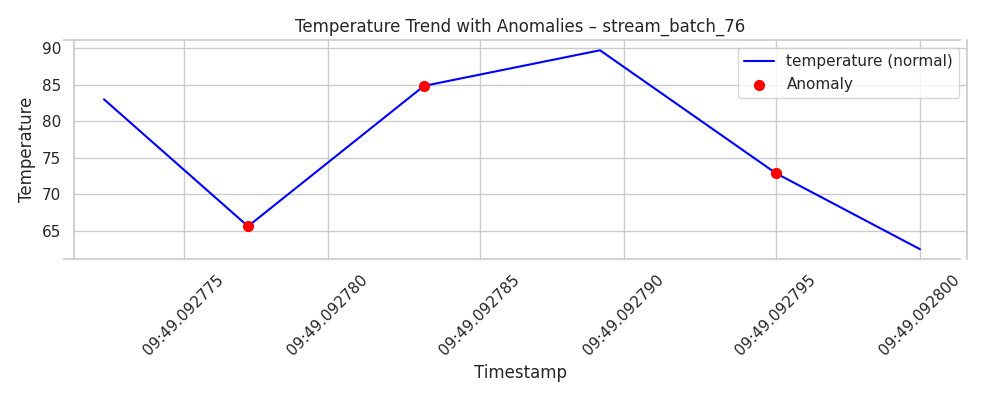 Temperature Trend with Anomalies – stream_batch_76
temperature (normal)
Anomaly
Temperature
90
85
80
75
70
65
09:49.092775
09:49.092780
09:49.092785
09:49.092790
09:49.092795
09:49.092800
Timestamp